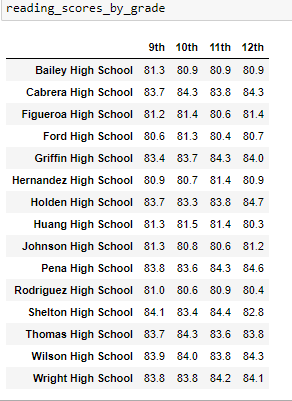 reading_scores_by_grade
9th 10th 11th 12th
Bailey High School 81.3 80.9 80.9 80.9
Cabrera High School 83.7 84.3 83.8 84.3
Figueroa High School 81.2 81.4 80.6 81.4
Ford High School 80.6 81.3 80.4 80.7
Griffin High School 83.4 83.7 84.3 84.0
Hernandez High School 80.9 80.7 81.4 80.9
Holden High School 83.7 83.3 83.8 84.7
Huang High School 81.3 81.5 81.4 80.3
Johnson High School 81.3 80.8 80.6 81.2
Pena High School 83.8 83.6 84.3 84.6
Rodriguez High School 81.0 80.6 80.9 80.4
Shelton High School 84.1 83.4 84.4 82.8
Thomas High School 83.7 84.3 83.6 83.8
Wilson High School 83.9 84.0 83.8 84.3
Wright High School 83.8 83.8 84.2 84.1